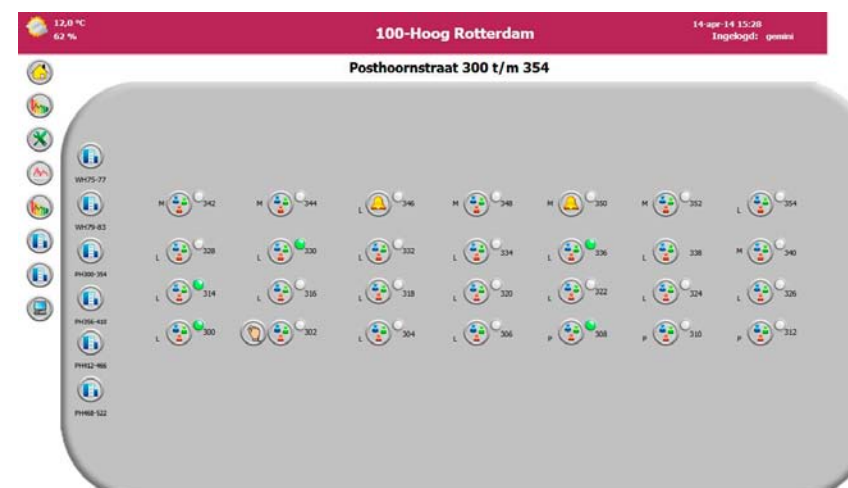 12,0 °C
62 %
100-Hoog Rotterdam
14-apr-14 15:28
Ingelogd: gemini
Posthoornstraat 300 t/m 354
WH75-77
M 342 M 344 L 346 M 348 M 350 M 352 L 354
WH79-83
L 328 L 330 L 332 L 334 L 336 L 338 M 340
PH300-354
L 314 L 316 L 318 L 320 L 322 L 324 L 326
PH356-410
L 300 302 L 304 L 306 P 308 P 310 P 312
PH412-466
PH468-522